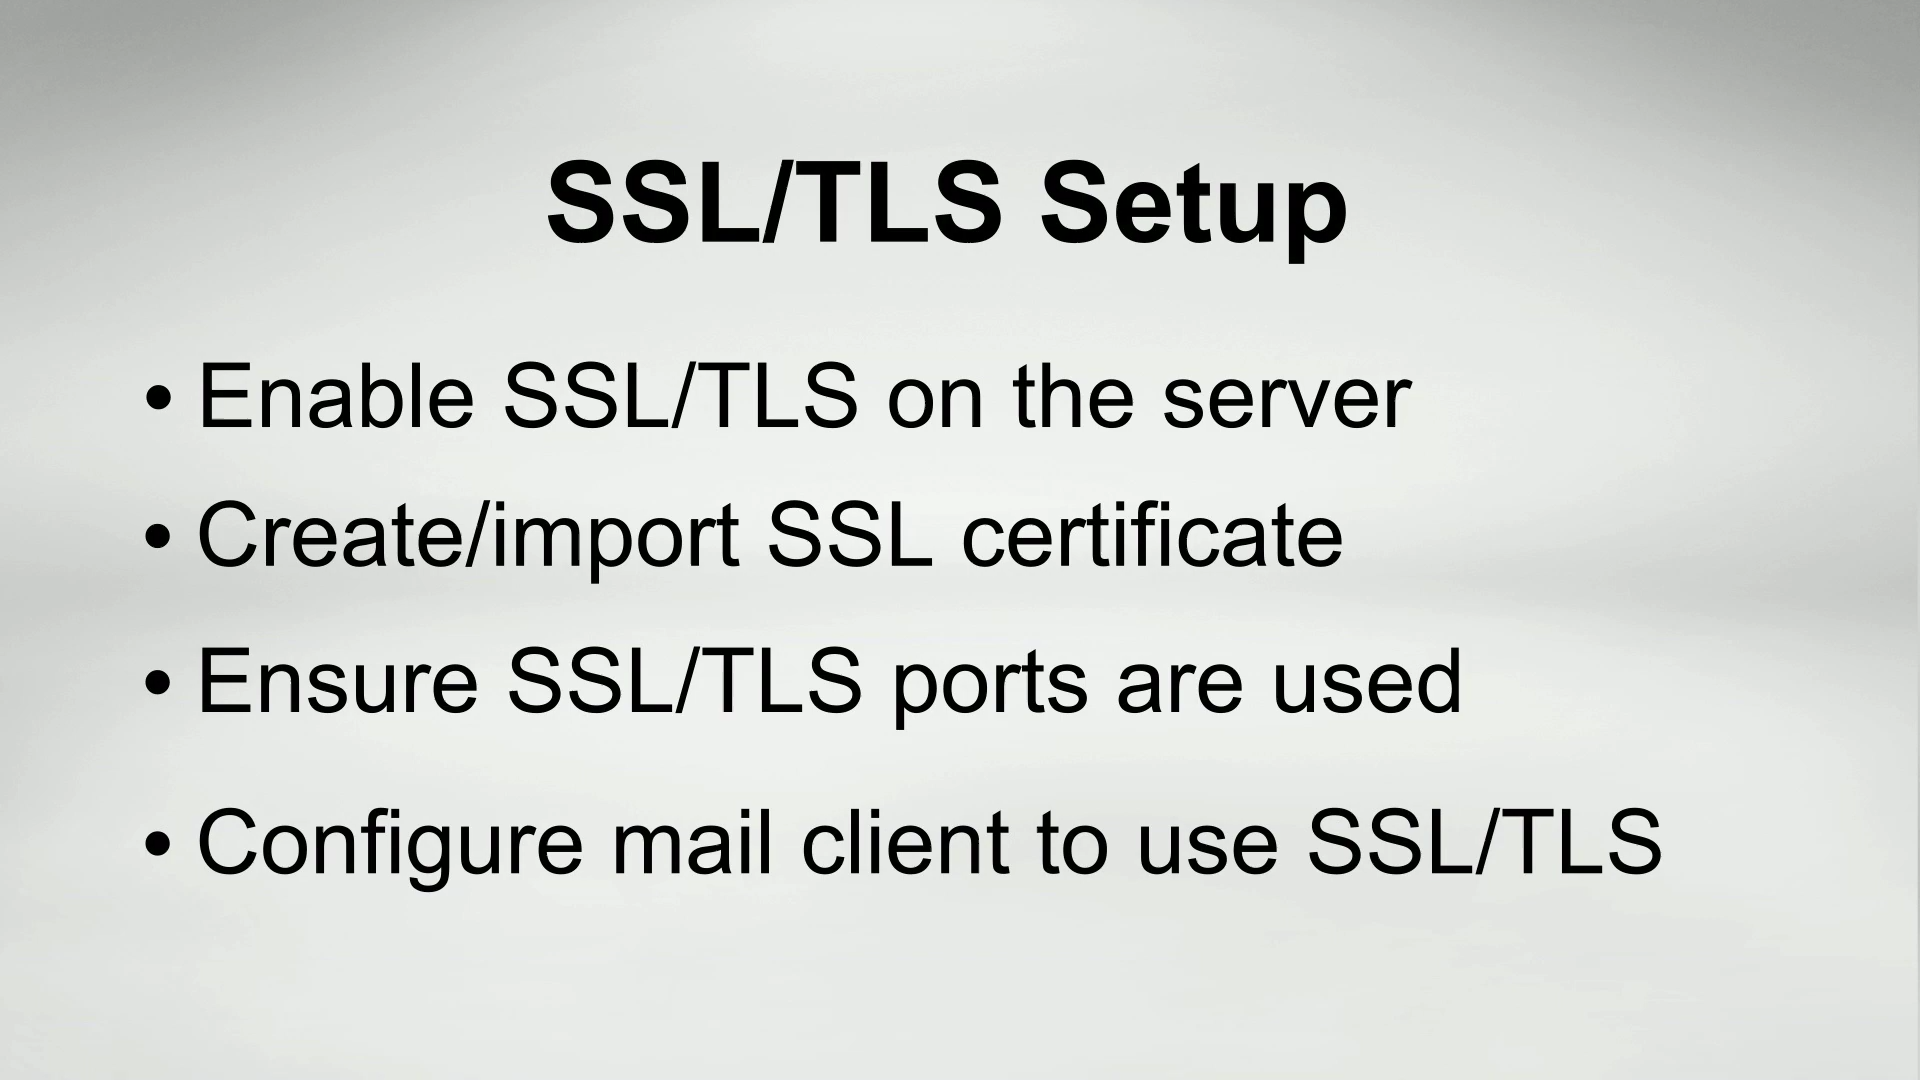 SSL/TLS Setup
• Enable SSL/TLS on the server
• Create/import SSL certificate
• Ensure SSL/TLS ports are used
• Configure mail client to use SSL/TLS